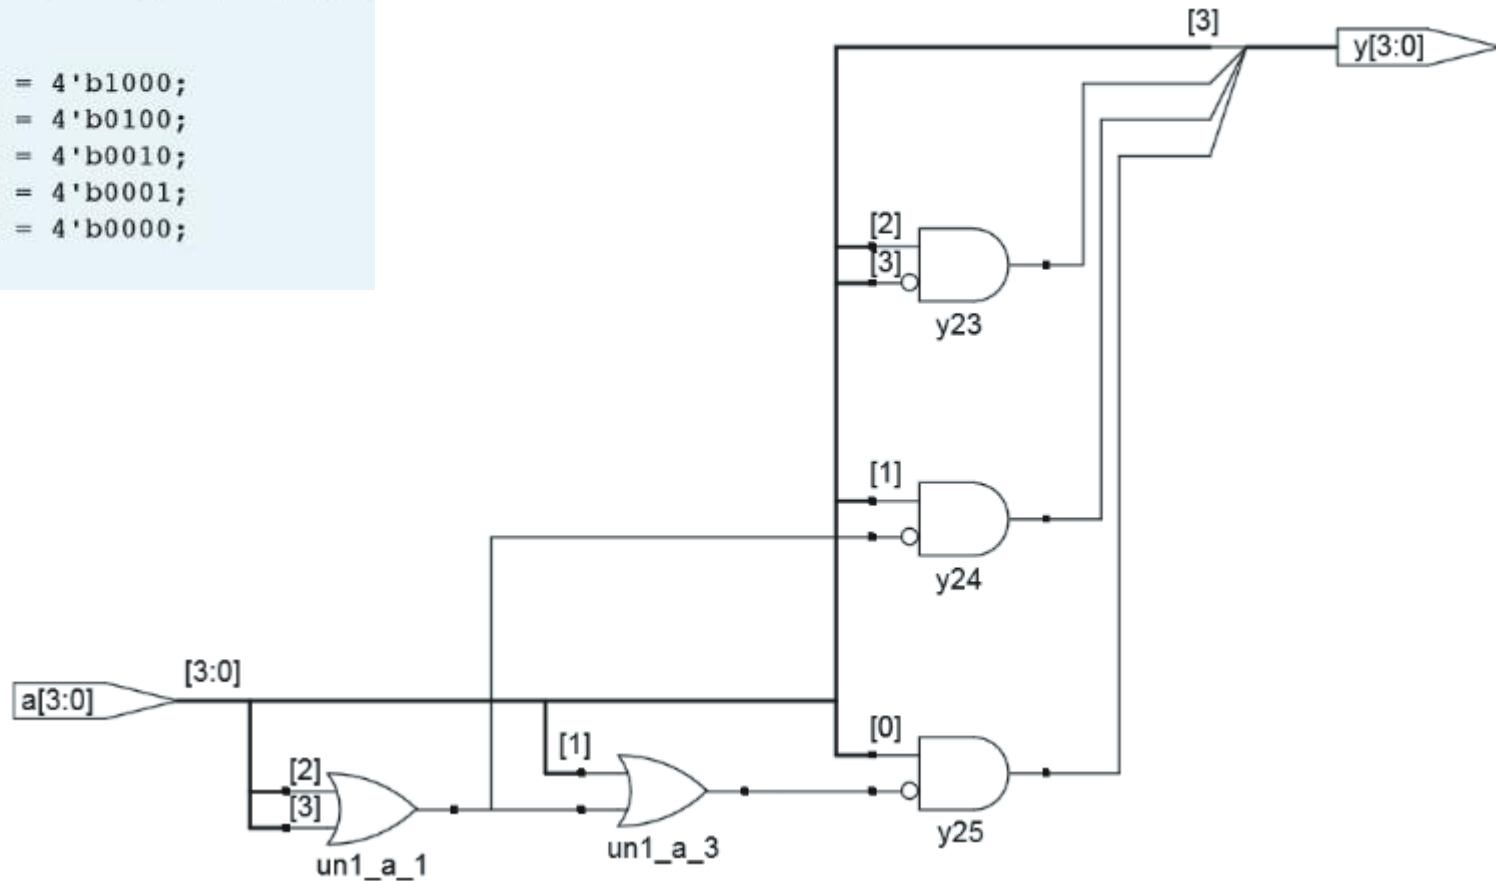 = 4'b1000;
= 4'b0100;
= 4'b0010;
= 4'b0001;
= 4'b0000;
[3]
y[3:0]
[2]
[3]
y23
[1]
y24
[3:0]
a[3:0]
[0]
[1]
[2]
[3]
y25
un1_a_3
un1_a_1